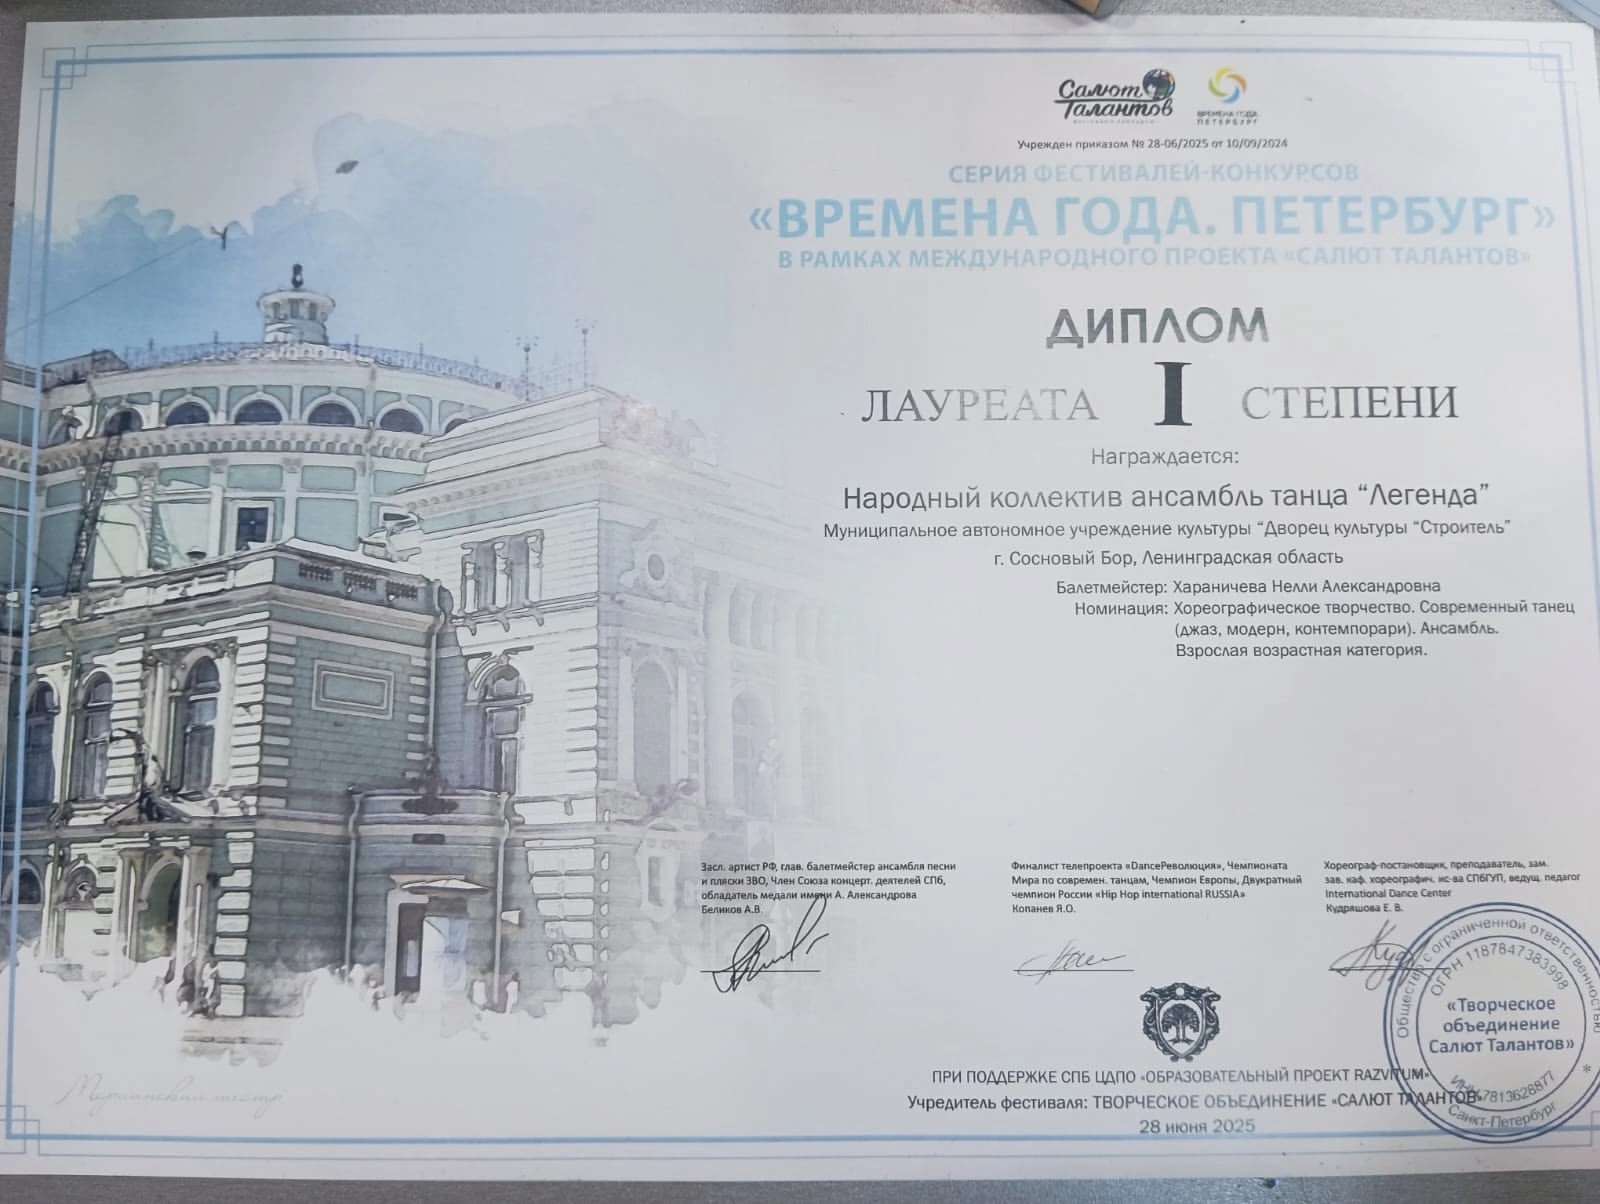 Салют Талантов
ВРЕМЕНА ГОДА
ПЕТЕРБУРГ
Учрежден приказом № 28-06/2025 от 10/09/2024
СЕРИЯ ФЕСТИВАЛЕЙ-КОНКУРСОВ
«ВРЕМЕНА ГОДА. ПЕТЕРБУРГ»
В РАМКАХ МЕЖДУНАРОДНОГО ПРОЕКТА «САЛЮТ ТАЛАНТОВ»
ДИПЛОМ
ЛАУРЕАТА I СТЕПЕНИ
Награждается:
Народный коллектив ансамбль танца “Легенда”
Муниципальное автономное учреждение культуры “Дворец культуры “Строитель”
г. Сосновый Бор, Ленинградская область
Балетмейстер: Хараничева Нелли Александровна
Номинация: Хореографическое творчество. Современный танец
(джаз, модерн, контемпорари). Ансамбль.
Взрослая возрастная категория.
Засл. артист РФ, глав. балетмейстер ансамбля песни
и пляски ЗВО, Член Союза концерт. деятелей СПб,
обладатель медали имени А. Александрова
Беликов А.В.
Финалист телепроекта «DanceРеволюция», Чемпионата
Мира по современ. танцам, Чемпион Европы, Двукратный
чемпион России «Hip Hop international RUSSIA»
Копанев Я.О.
Хореограф-постановщик, преподаватель, зам.
зав. каф. хореографич. ис-ва СПбГУП, ведущ. педагог
International Dance Center
Кудряшова Е. В.
Общество с ограниченной ответственностью
ОГРН 1187847383998
«Творческое
объединение
Салют Талантов»
ИНН 7813628877
Санкт-Петербург
ПРИ ПОДДЕРЖКЕ СПБ ЦДПО «ОБРАЗОВАТЕЛЬНЫЙ ПРОЕКТ RAZVITUM»
Учредитель фестиваля: ТВОРЧЕСКОЕ ОБЪЕДИНЕНИЕ «САЛЮТ ТАЛАНТОВ»
28 июня 2025
Мариинский театр